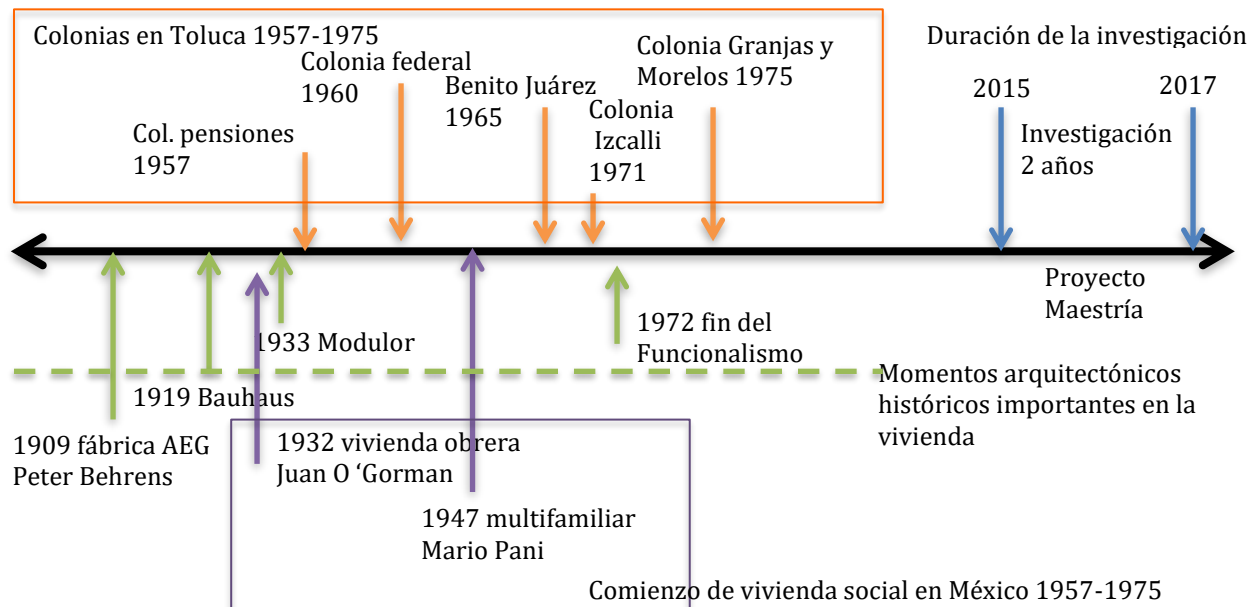 Colonias en Toluca 1957-1975
Colonia federal
1960
Col. pensiones
1957
Benito Juárez
1965
Colonia
Izcalli
1971
Colonia Granjas y
Morelos 1975
Duración de la investigación
2015
2017
Investigación
2 años
Proyecto
Maestría
1933 Modulor
1972 fin del
Funcionalismo
1919 Bauhaus
Momentos arquitectónicos
históricos importantes en la
vivienda
1909 fábrica AEG
Peter Behrens
1932 vivienda obrera
Juan O ‘Gorman
1947 multifamiliar
Mario Pani
Comienzo de vivienda social en México 1957-1975